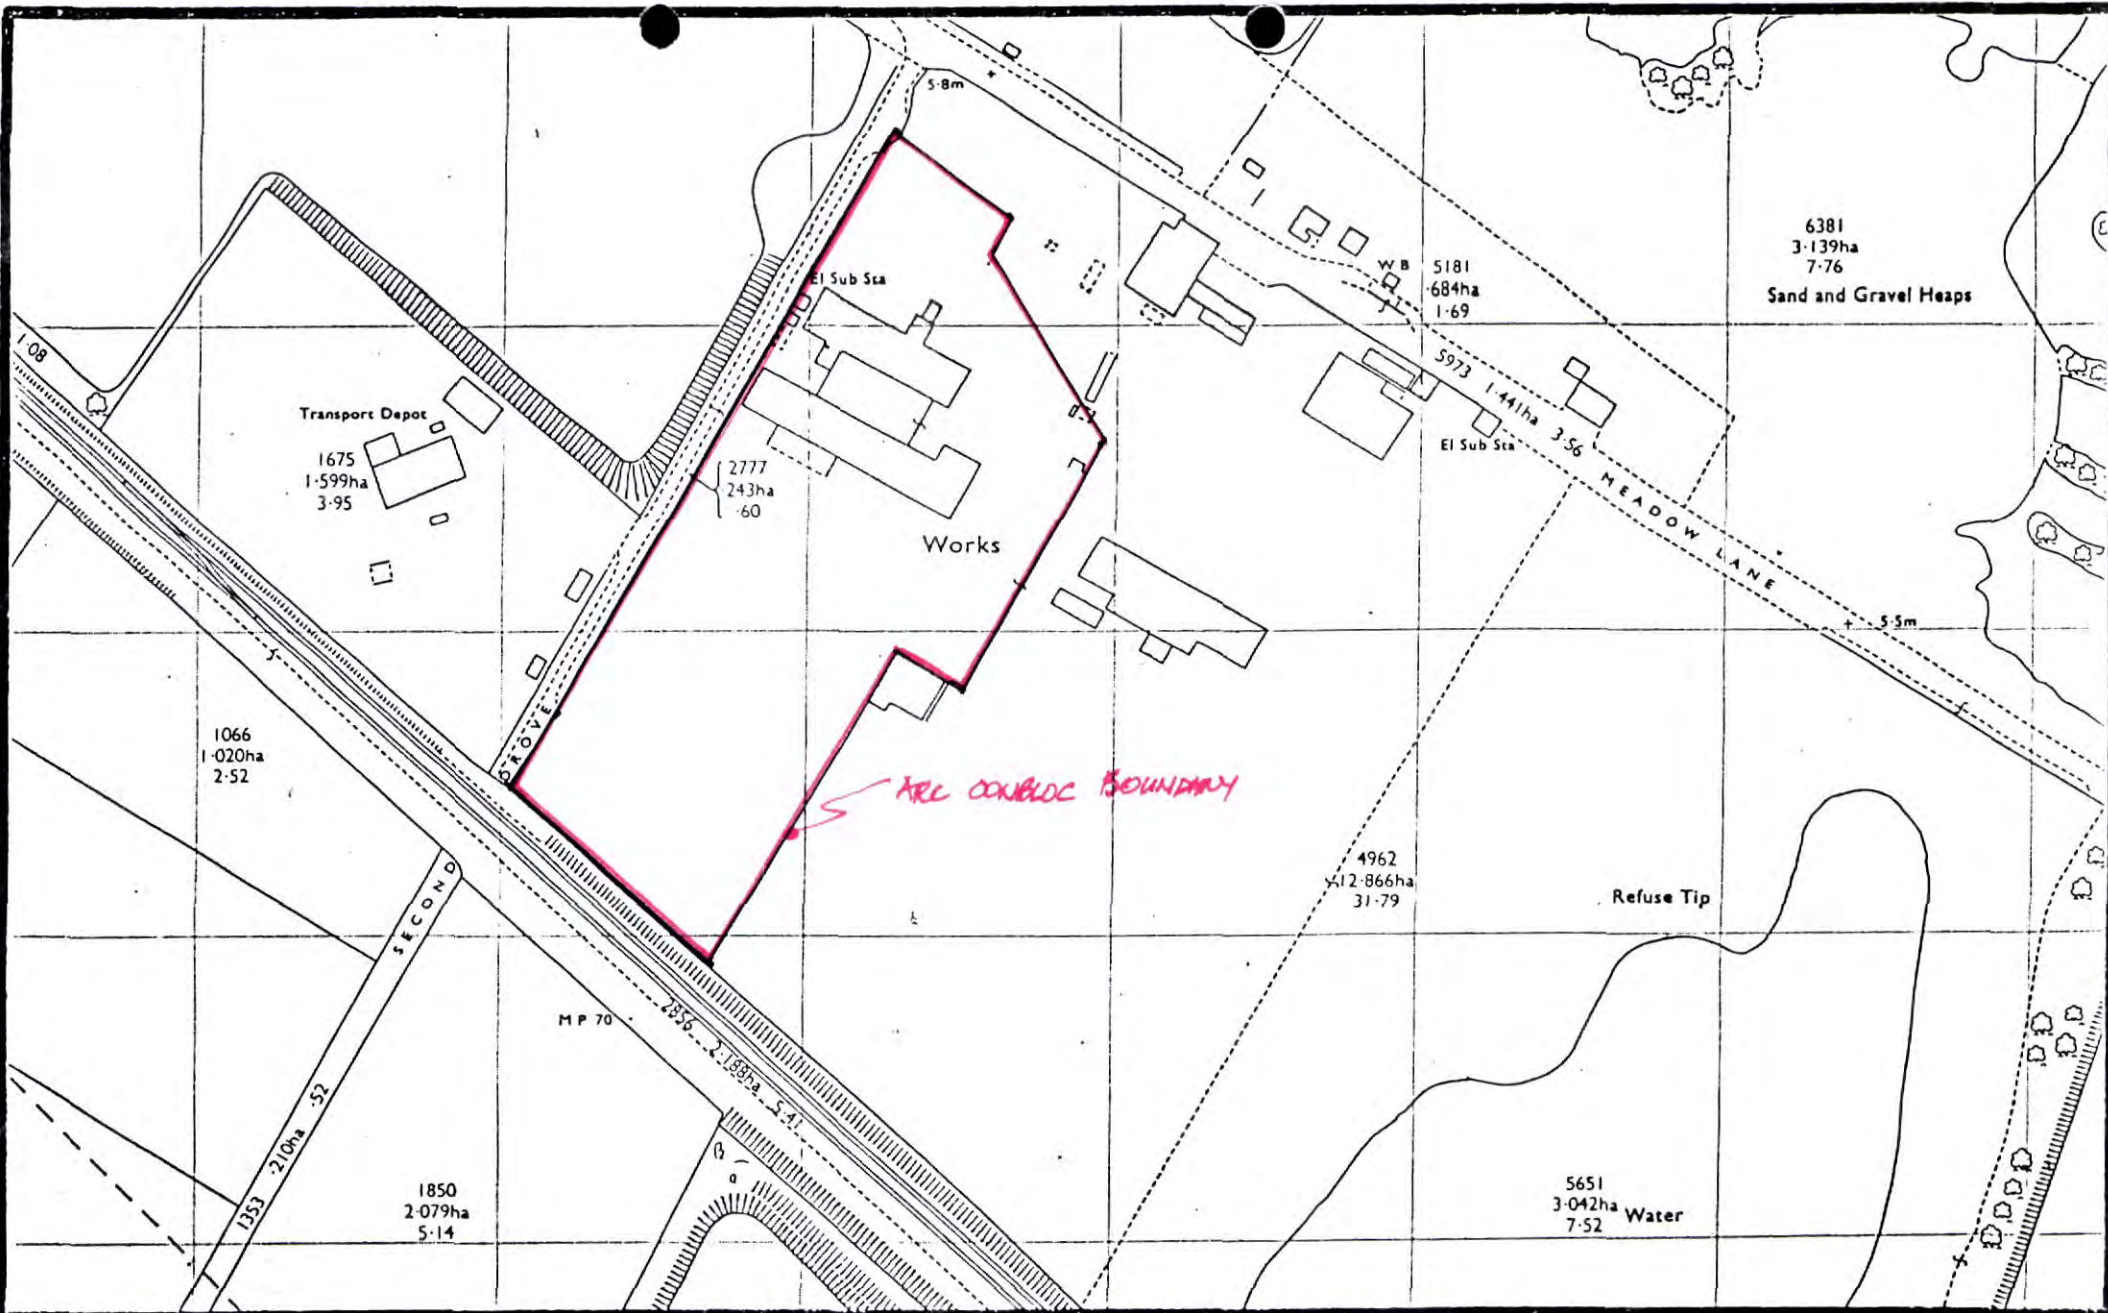 5·8m
El Sub Sta
W B
5181
·684ha
1·69
6381
3·139ha
7·76
Sand and Gravel Heaps
1·08
Transport Depot
1675
1·599ha
3·95
5973 1·441ha 3·56
El Sub Sta
MEADOW LANE
2777
·243ha
·60
Works
5·5m
GROVE
1066
1·020ha
2·52
ARC CONBLOC BOUNDARY
SECOND
4962
12·866ha
31·79
Refuse Tip
M P 70
2856 2·188ha 5·41
1353 ·210ha ·52
1850
2·079ha
5·14
5651
3·042ha
7·52
Water